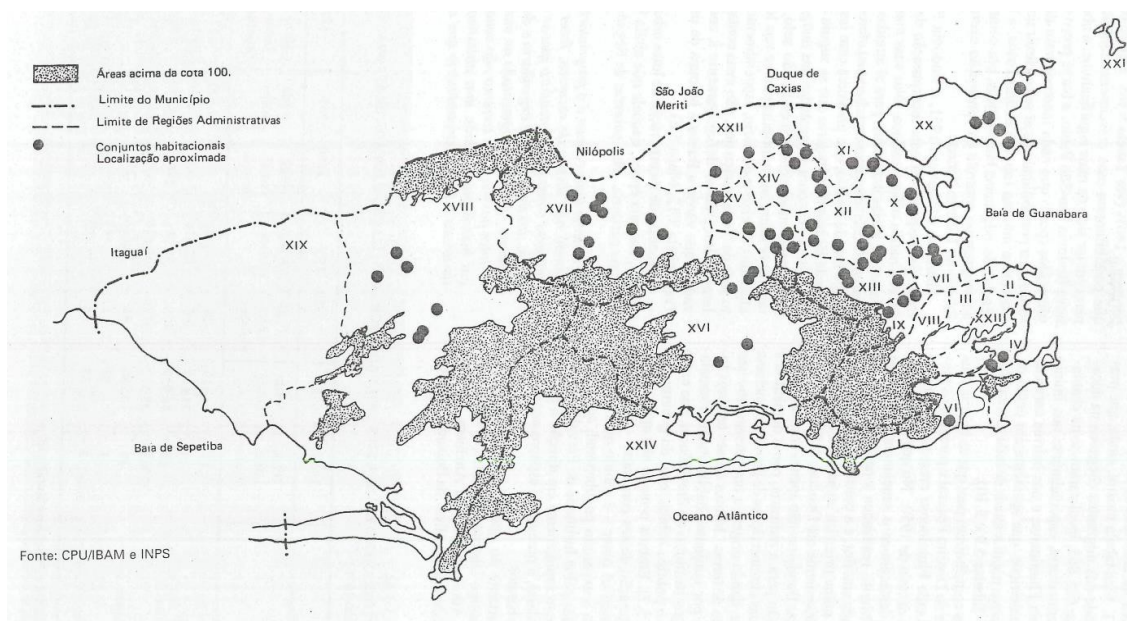 Áreas acima da cota 100.
Limite do Município
Limite de Regiões Administrativas
Conjuntos habitacionais
Localização aproximada
Duque de
Caxias
São João
Meriti
Nilópolis
Itaguaí
Baía de Guanabara
Baía de Sepetiba
Oceano Atlântico
XXI
XX
XXII
XI
XIV
XV
XVIII
XVII
X
XII
XIX
VII
XIII
II
III
XVI
IX
VIII
XXIII
IV
VI
XXIV
Fonte: CPU/IBAM e INPS